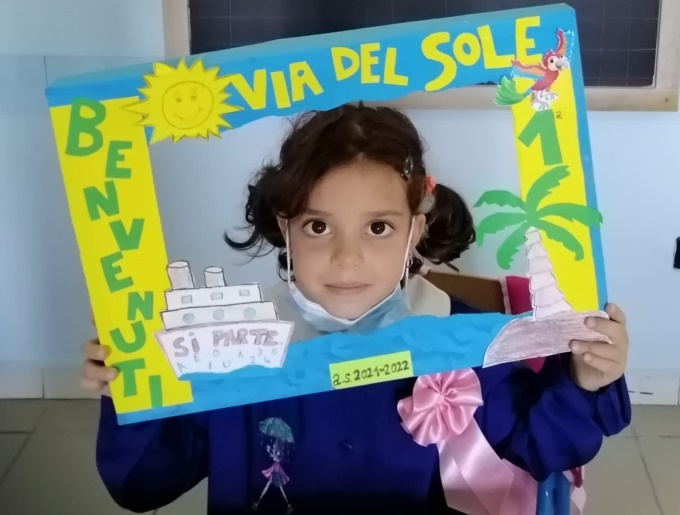 BENVENUTI
VIA DEL SOLE
1ª
SI PARTE..
a.s. 2021-2022